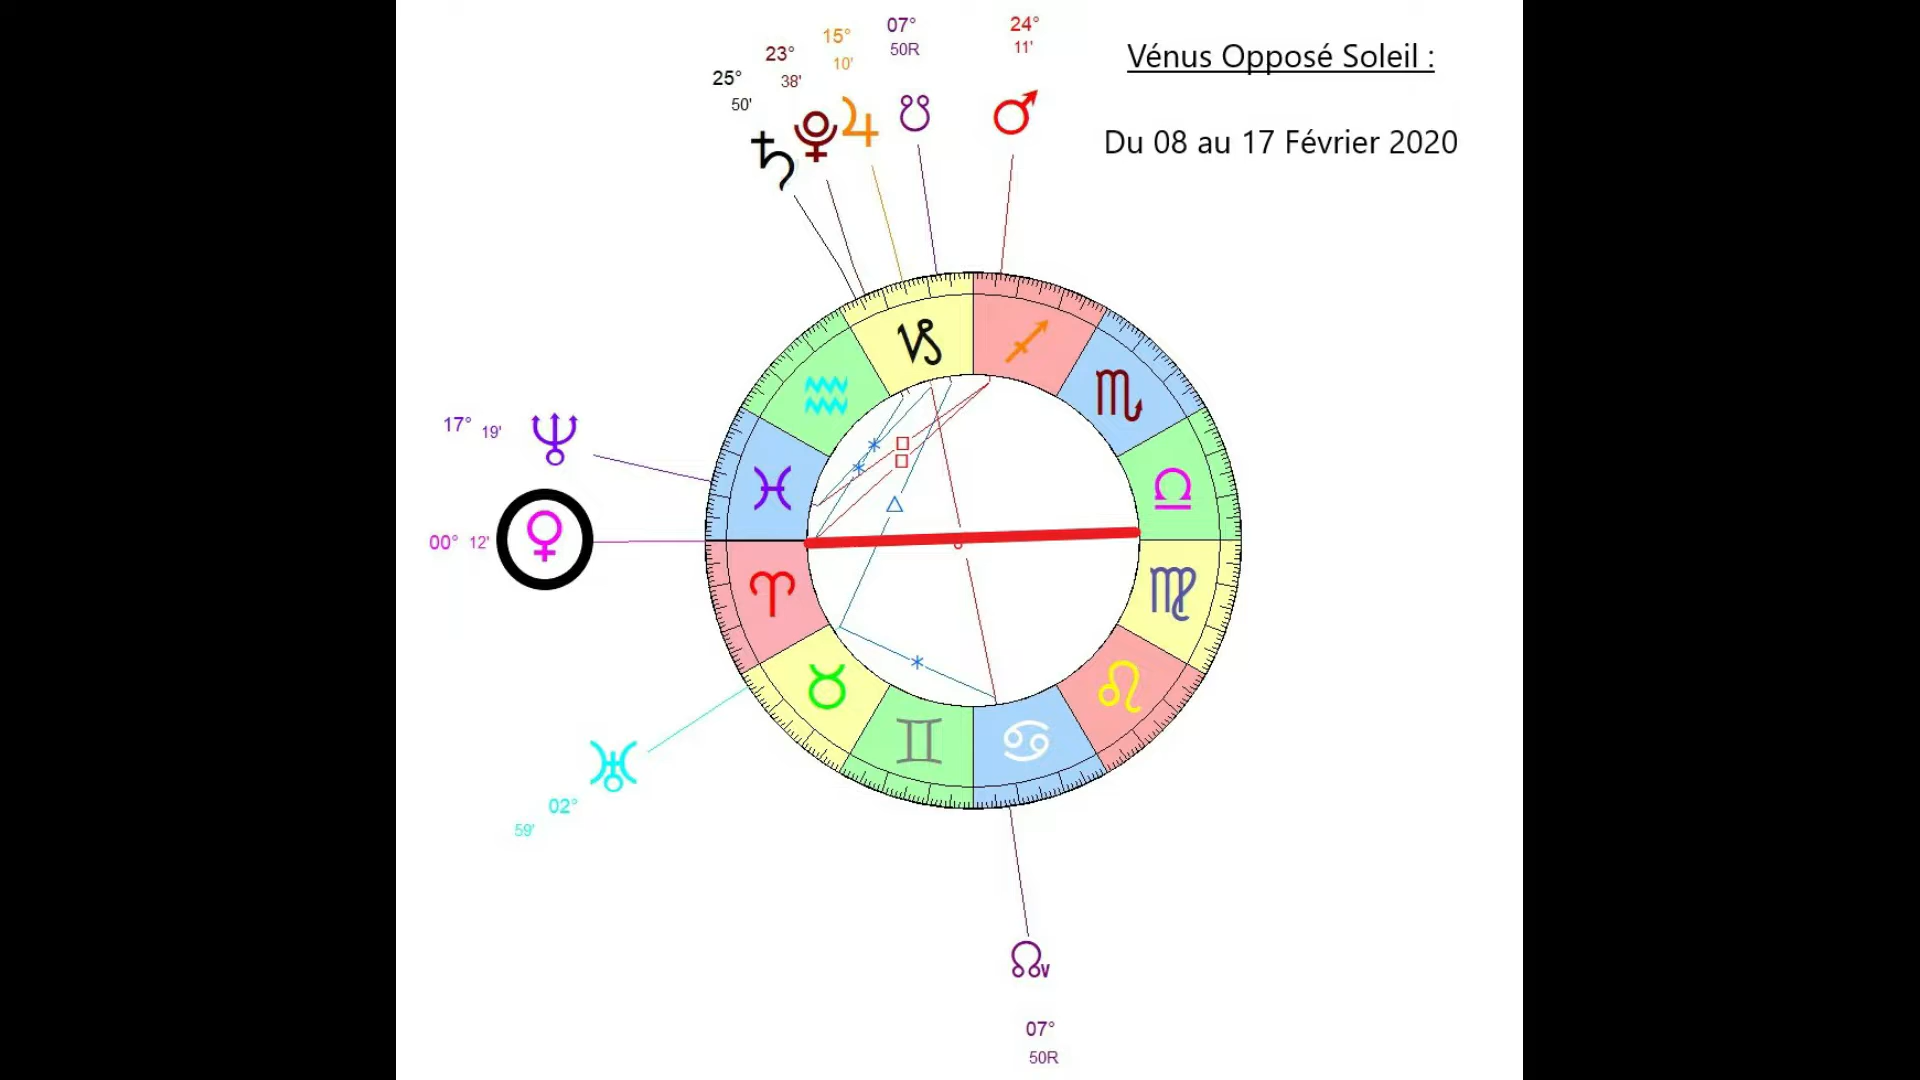 Vénus Opposé Soleil :
Du 08 au 17 Février 2020
24°
11'
07°
50R
15°
10'
23°
38'
25°
50'
17° 19'
00° 12'
02°
59'
07°
50R
V